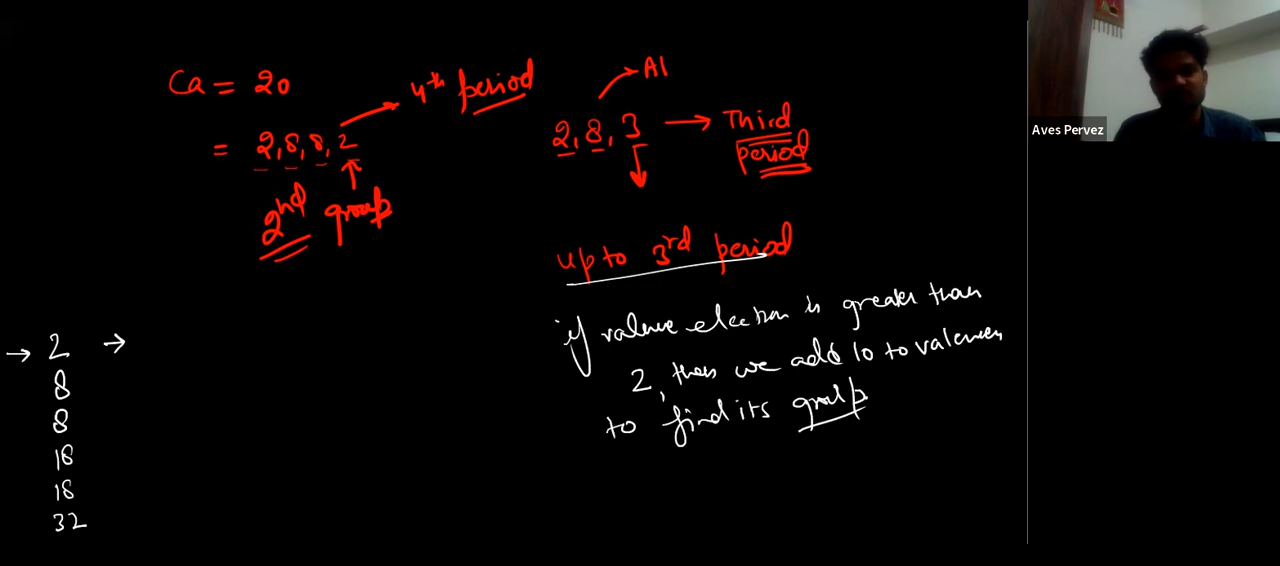 Ca = 20
= 2,8,8,2
4th period
2nd group
Al
2, 8, 3 → Third period
up to 3rd period
if valence election is greater than
2, then we add 10 to valences
to find its group
→ 2 →
8
8
18
18
32
Aves Pervez